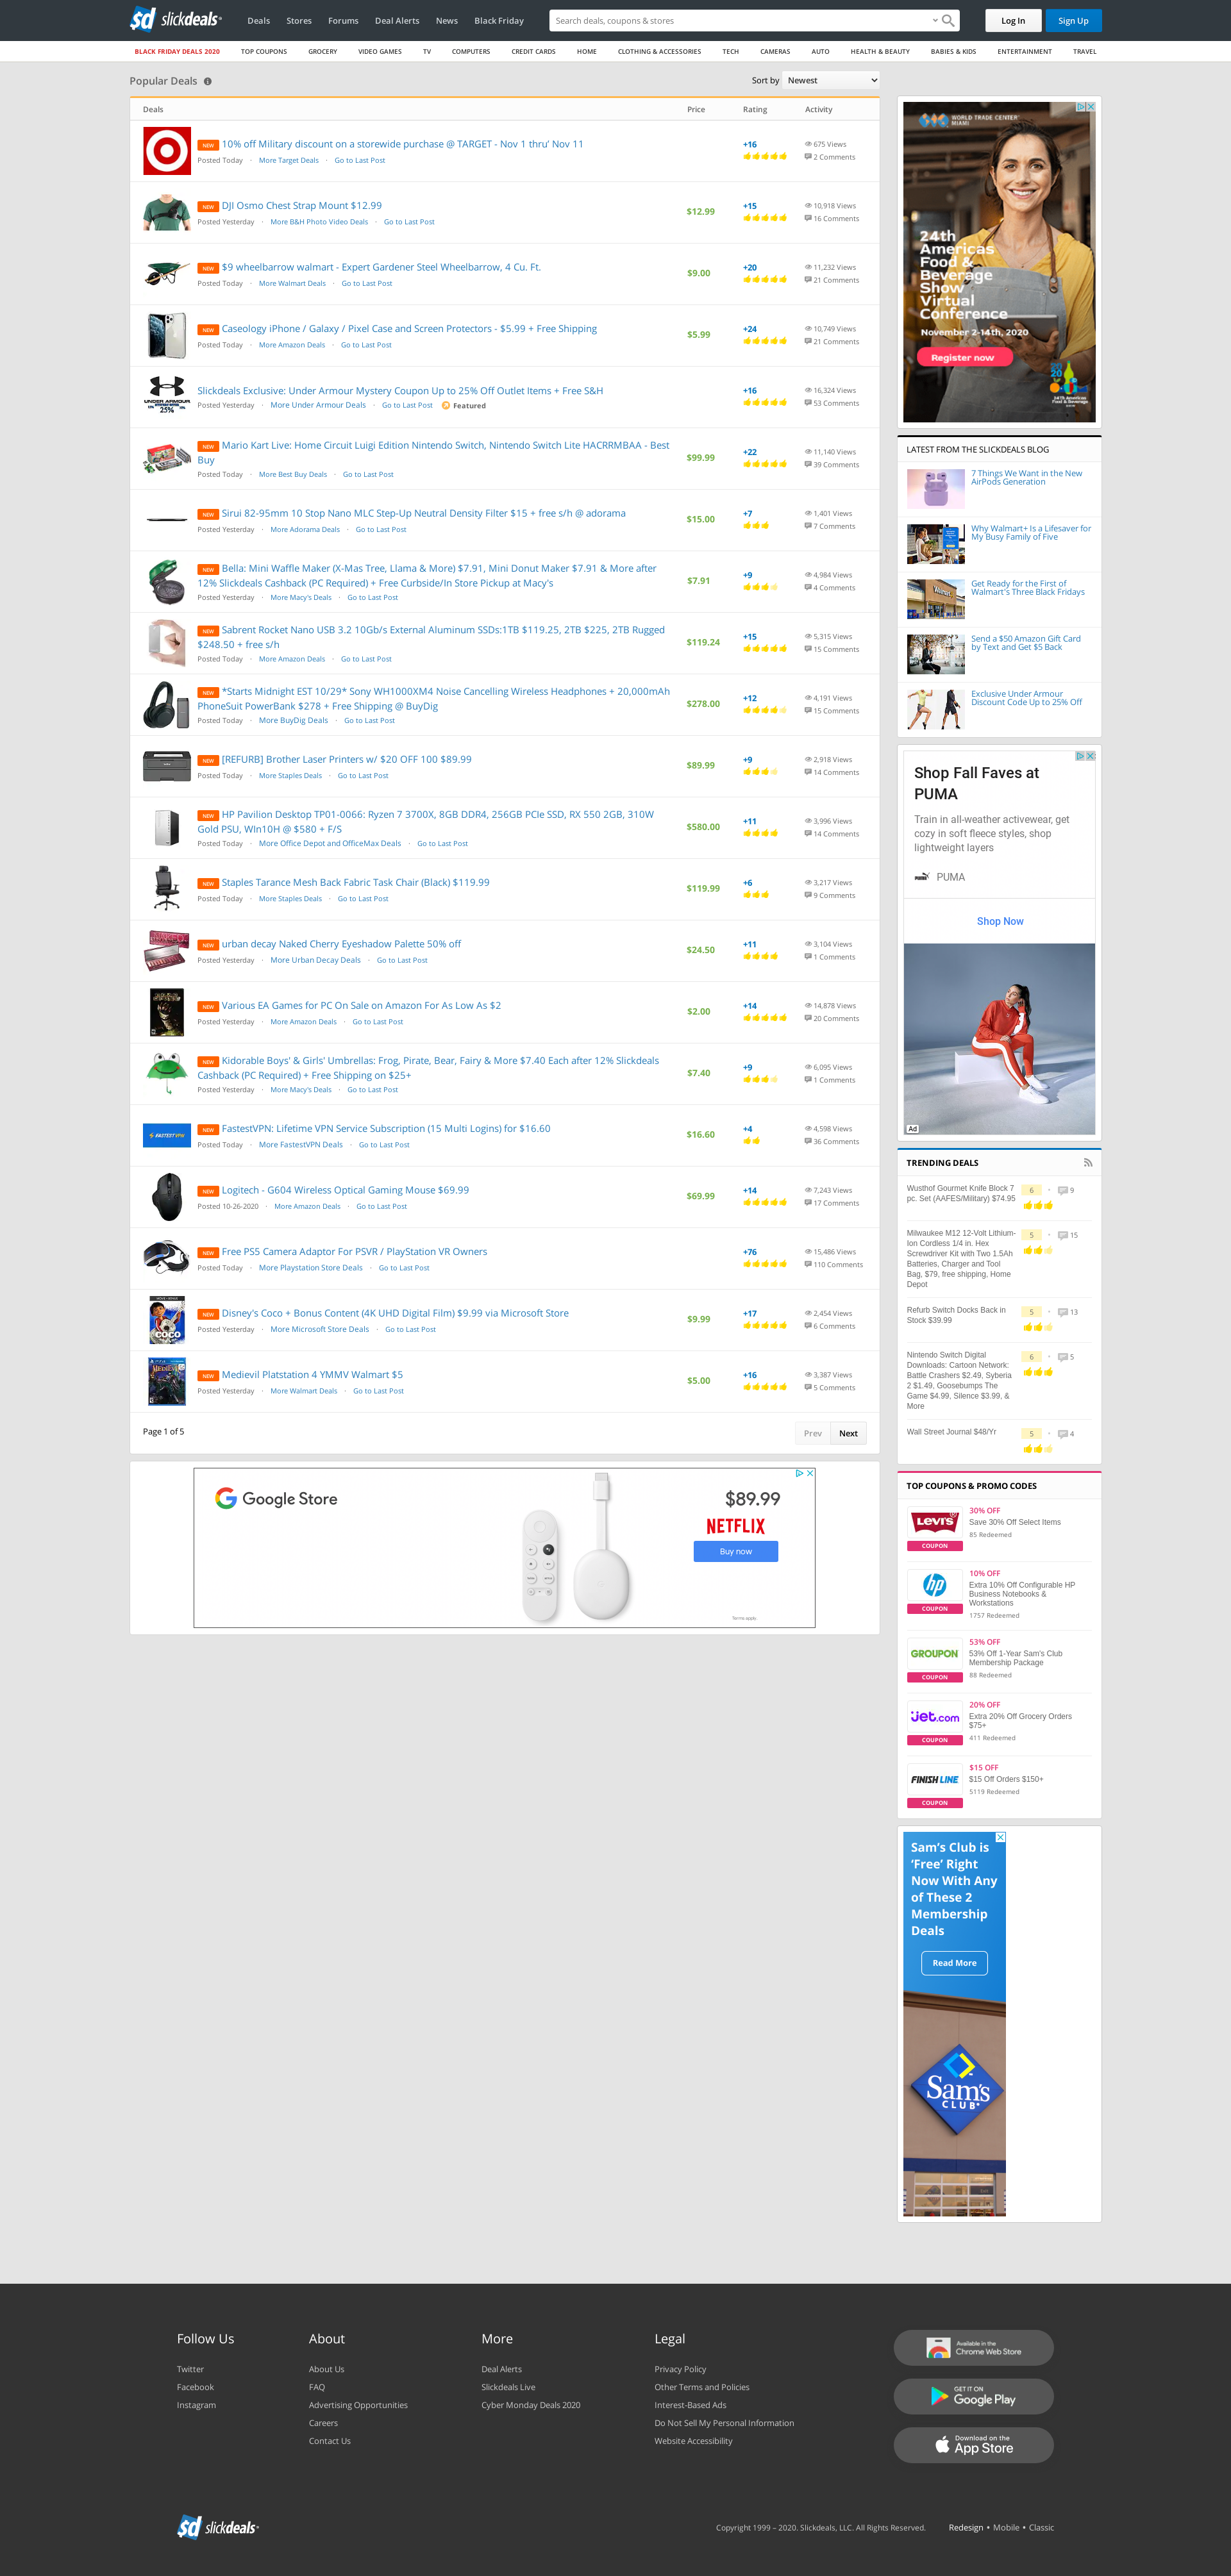 slickdeals
Deals
Stores
Forums
Deal Alerts
News
Black Friday
Search deals, coupons & stores
Log In
Sign Up
BLACK FRIDAY DEALS 2020
TOP COUPONS
GROCERY
VIDEO GAMES
TV
COMPUTERS
CREDIT CARDS
HOME
CLOTHING & ACCESSORIES
TECH
CAMERAS
AUTO
HEALTH & BEAUTY
BABIES & KIDS
ENTERTAINMENT
TRAVEL
Popular Deals
Sort by Newest
Deals Price Rating Activity
NEW 10% off Military discount on a storewide purchase @ TARGET - Nov 1 thru' Nov 11
Posted Today · More Target Deals · Go to Last Post
+16
675 Views
2 Comments
NEW DJI Osmo Chest Strap Mount $12.99
Posted Yesterday · More B&H Photo Video Deals · Go to Last Post
$12.99
+15
10,918 Views
16 Comments
NEW $9 wheelbarrow walmart - Expert Gardener Steel Wheelbarrow, 4 Cu. Ft.
Posted Today · More Walmart Deals · Go to Last Post
$9.00
+20
11,232 Views
21 Comments
NEW Caseology iPhone / Galaxy / Pixel Case and Screen Protectors - $5.99 + Free Shipping
Posted Today · More Amazon Deals · Go to Last Post
$5.99
+24
10,749 Views
21 Comments
UNDER ARMOUR
25%
Slickdeals Exclusive: Under Armour Mystery Coupon Up to 25% Off Outlet Items + Free S&H
Posted Yesterday · More Under Armour Deals · Go to Last Post Featured
+16
16,324 Views
53 Comments
NEW Mario Kart Live: Home Circuit Luigi Edition Nintendo Switch, Nintendo Switch Lite HACRRMBAA - Best
Buy
Posted Today · More Best Buy Deals · Go to Last Post
$99.99
+22
11,140 Views
39 Comments
NEW Sirui 82-95mm 10 Stop Nano MLC Step-Up Neutral Density Filter $15 + free s/h @ adorama
Posted Yesterday · More Adorama Deals · Go to Last Post
$15.00
+7
1,401 Views
7 Comments
NEW Bella: Mini Waffle Maker (X-Mas Tree, Llama & More) $7.91, Mini Donut Maker $7.91 & More after
12% Slickdeals Cashback (PC Required) + Free Curbside/In Store Pickup at Macy's
Posted Yesterday · More Macy's Deals · Go to Last Post
$7.91
+9
4,984 Views
4 Comments
NEW Sabrent Rocket Nano USB 3.2 10Gb/s External Aluminum SSDs:1TB $119.25, 2TB $225, 2TB Rugged
$248.50 + free s/h
Posted Today · More Amazon Deals · Go to Last Post
$119.24
+15
5,315 Views
15 Comments
NEW *Starts Midnight EST 10/29* Sony WH1000XM4 Noise Cancelling Wireless Headphones + 20,000mAh
PhoneSuit PowerBank $278 + Free Shipping @ BuyDig
Posted Today · More BuyDig Deals · Go to Last Post
$278.00
+12
4,191 Views
15 Comments
NEW [REFURB] Brother Laser Printers w/ $20 OFF 100 $89.99
Posted Today · More Staples Deals · Go to Last Post
$89.99
+9
2,918 Views
14 Comments
NEW HP Pavilion Desktop TP01-0066: Ryzen 7 3700X, 8GB DDR4, 256GB PCIe SSD, RX 550 2GB, 310W
Gold PSU, WIn10H @ $580 + F/S
Posted Today · More Office Depot and OfficeMax Deals · Go to Last Post
$580.00
+11
3,996 Views
14 Comments
NEW Staples Tarance Mesh Back Fabric Task Chair (Black) $119.99
Posted Today · More Staples Deals · Go to Last Post
$119.99
+6
3,217 Views
9 Comments
NEW urban decay Naked Cherry Eyeshadow Palette 50% off
Posted Yesterday · More Urban Decay Deals · Go to Last Post
$24.50
+11
3,104 Views
1 Comments
NEW Various EA Games for PC On Sale on Amazon For As Low As $2
Posted Yesterday · More Amazon Deals · Go to Last Post
$2.00
+14
14,878 Views
20 Comments
NEW Kidorable Boys' & Girls' Umbrellas: Frog, Pirate, Bear, Fairy & More $7.40 Each after 12% Slickdeals
Cashback (PC Required) + Free Shipping on $25+
Posted Yesterday · More Macy's Deals · Go to Last Post
$7.40
+9
6,095 Views
1 Comments
FASTESTVPN
NEW FastestVPN: Lifetime VPN Service Subscription (15 Multi Logins) for $16.60
Posted Today · More FastestVPN Deals · Go to Last Post
$16.60
+4
4,598 Views
36 Comments
NEW Logitech - G604 Wireless Optical Gaming Mouse $69.99
Posted 10-26-2020 · More Amazon Deals · Go to Last Post
$69.99
+14
7,243 Views
17 Comments
NEW Free PS5 Camera Adaptor For PSVR / PlayStation VR Owners
Posted Today · More Playstation Store Deals · Go to Last Post
+76
15,486 Views
110 Comments
COCO
NEW Disney's Coco + Bonus Content (4K UHD Digital Film) $9.99 via Microsoft Store
Posted Yesterday · More Microsoft Store Deals · Go to Last Post
$9.99
+17
2,454 Views
6 Comments
NEW Medievil Platstation 4 YMMV Walmart $5
Posted Yesterday · More Walmart Deals · Go to Last Post
$5.00
+16
3,387 Views
5 Comments
Page 1 of 5
Prev Next
Google Store
$89.99
NETFLIX
Buy now
Terms apply.
WORLD TRADE CENTER
MIAMI
24th
Americas
Food &
Beverage
Show
Virtual
Conference
November 2-14th, 2020
Register now
LATEST FROM THE SLICKDEALS BLOG
7 Things We Want in the New
AirPods Generation
Why Walmart+ Is a Lifesaver for
My Busy Family of Five
Get Ready for the First of
Walmart's Three Black Fridays
Send a $50 Amazon Gift Card
by Text and Get $5 Back
Exclusive Under Armour
Discount Code Up to 25% Off
Shop Fall Faves at
PUMA
Train in all-weather activewear, get
cozy in soft fleece styles, shop
lightweight layers
PUMA
Shop Now
Ad
TRENDING DEALS
Wusthof Gourmet Knife Block 7
pc. Set (AAFES/Military) $74.95
6 · 9
Milwaukee M12 12-Volt Lithium-
Ion Cordless 1/4 in. Hex
Screwdriver Kit with Two 1.5Ah
Batteries, Charger and Tool
Bag, $79, free shipping, Home
Depot
5 · 15
Refurb Switch Docks Back in
Stock $39.99
5 · 13
Nintendo Switch Digital
Downloads: Cartoon Network:
Battle Crashers $2.49, Syberia
2 $1.49, Goosebumps The
Game $4.99, Silence $3.99, &
More
6 · 5
Wall Street Journal $48/Yr
5 · 4
TOP COUPONS & PROMO CODES
LEVI'S
COUPON
30% OFF
Save 30% Off Select Items
85 Redeemed
hp
COUPON
10% OFF
Extra 10% Off Configurable HP
Business Notebooks &
Workstations
1757 Redeemed
GROUPON
COUPON
53% OFF
53% Off 1-Year Sam's Club
Membership Package
88 Redeemed
jet.com
COUPON
20% OFF
Extra 20% Off Grocery Orders
$75+
411 Redeemed
FINISH LINE
COUPON
$15 OFF
$15 Off Orders $150+
5119 Redeemed
Sam's Club is
'Free' Right
Now With Any
of These 2
Membership
Deals
Read More
Sam's
CLUB
Follow Us
Twitter
Facebook
Instagram
About
About Us
FAQ
Advertising Opportunities
Careers
Contact Us
More
Deal Alerts
Slickdeals Live
Cyber Monday Deals 2020
Legal
Privacy Policy
Other Terms and Policies
Interest-Based Ads
Do Not Sell My Personal Information
Website Accessibility
Available in the
Chrome Web Store
GET IT ON
Google Play
Download on the
App Store
slickdeals
Copyright 1999 – 2020. Slickdeals, LLC. All Rights Reserved.
Redesign • Mobile • Classic